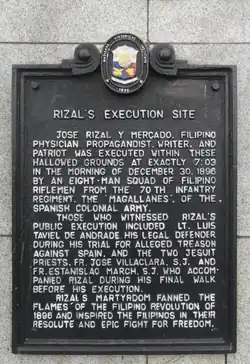 RIZAL'S EXECUTION SITE
JOSE RIZAL Y MERCADO, FILIPINO
PHYSICIAN PROPAGANDIST, WRITER, AND
PATRIOT WAS EXECUTED WITHIN THESE
HALLOWED GROUNDS AT EXACTLY 7:03
IN THE MORNING OF DECEMBER 30, 1896
BY AN EIGHT-MAN SQUAD OF FILIPINO
RIFLEMEN FROM THE 70TH INFANTRY
REGIMENT, THE "MAGALLANES", OF THE
SPANISH COLONIAL ARMY.
THOSE WHO WITNESSED RIZAL'S
PUBLIC EXECUTION INCLUDED LT. LUIS
TAVIEL DE ANDRADE HIS LEGAL DEFENDER
DURING HIS TRIAL FOR ALLEGED TREASON
AGAINST SPAIN, AND THE TWO JESUIT
PRIESTS, FR. JOSE VILLACLARA, S.J. AND
FR. ESTANISLAC MARCH, S.J. WHO ACCOM-
PANIED RIZAL DURING HIS FINAL WALK
BEFORE HIS EXECUTION.
RIZAL'S MARTYRDOM FANNED THE
FLAMES OF THE FILIPINO REVOLUTION OF
1896 AND INSPIRED THE FILIPINOS IN THEIR
RESOLUTE AND EPIC FIGHT FOR FREEDOM.